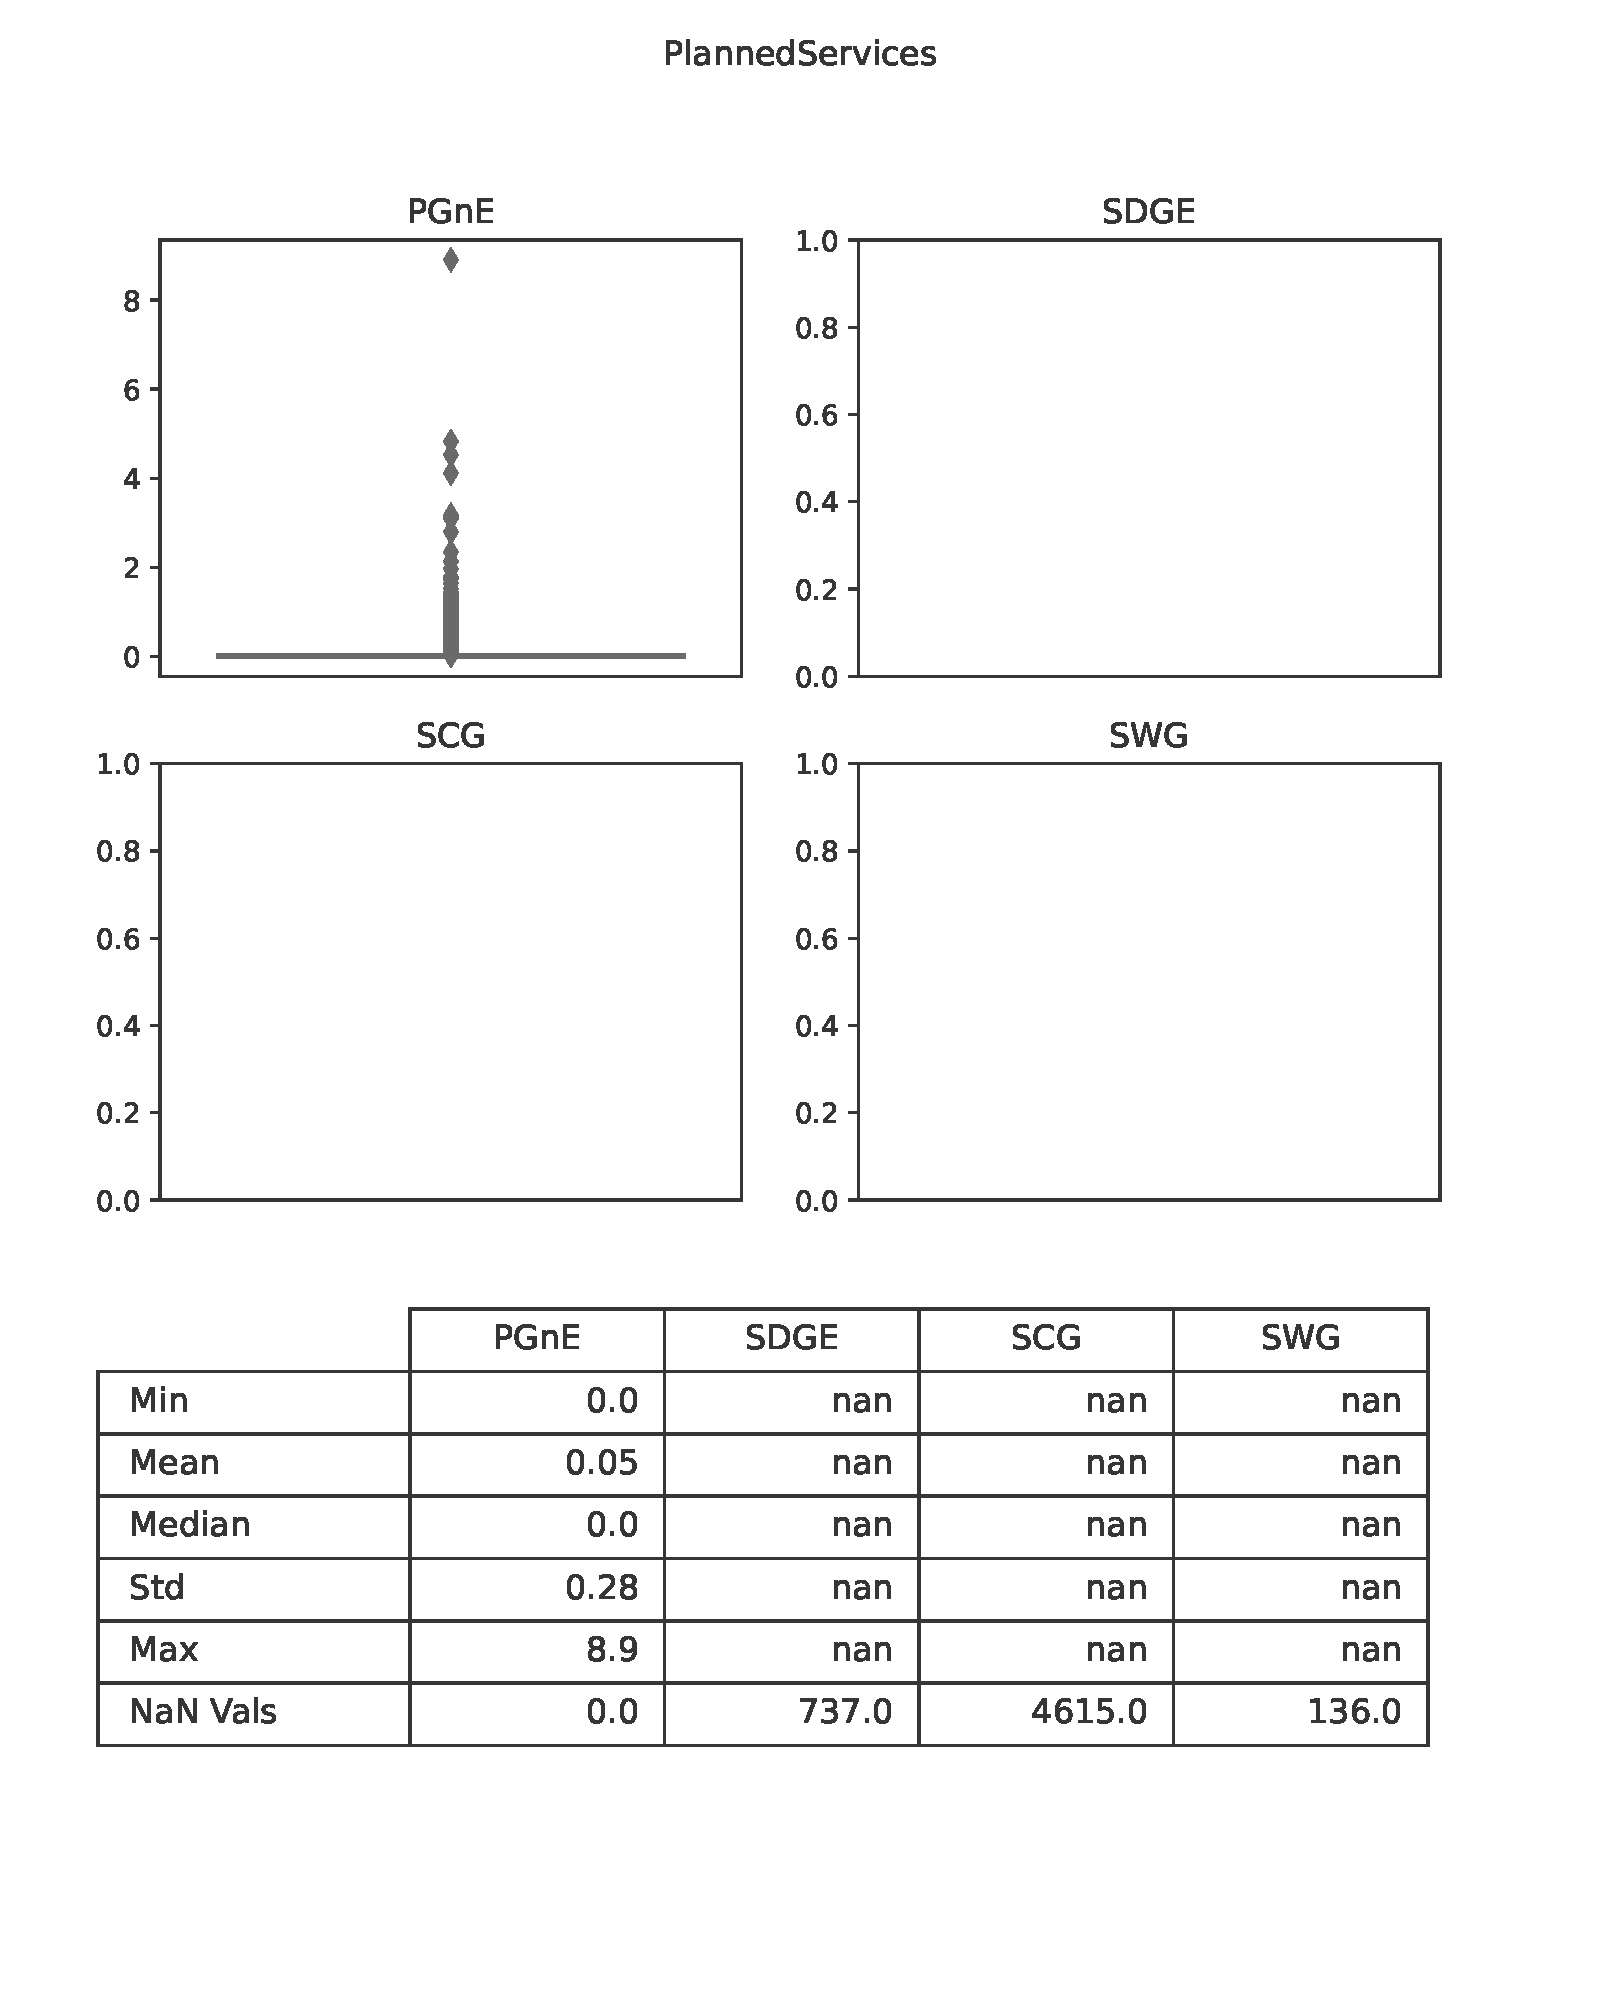 PlannedServices
PGnE
8
6
4
2
0
SDGE
1.0
0.8
0.6
0.4
0.2
0.0
SCG
1.0
0.8
0.6
0.4
0.2
0.0
SWG
1.0
0.8
0.6
0.4
0.2
0.0
PGnE SDGE SCG SWG
Min 0.0 nan nan nan
Mean 0.05 nan nan nan
Median 0.0 nan nan nan
Std 0.28 nan nan nan
Max 8.9 nan nan nan
NaN Vals 0.0 737.0 4615.0 136.0